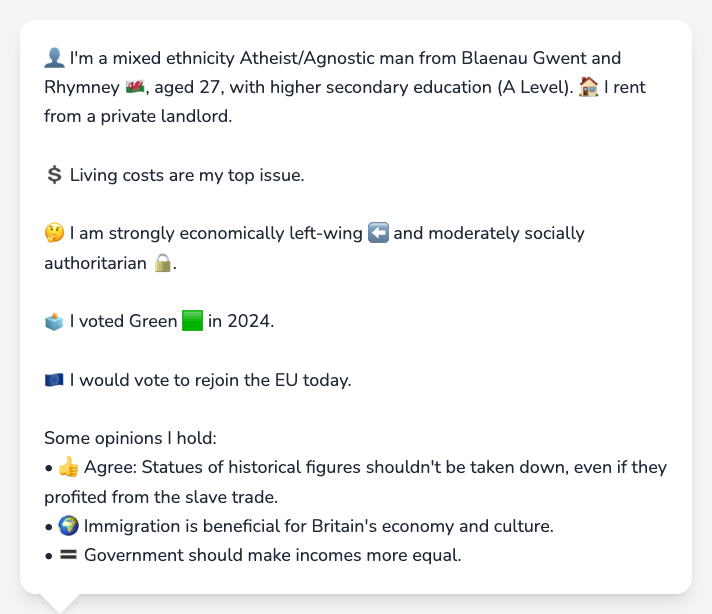 👤 I'm a mixed ethnicity Atheist/Agnostic man from Blaenau Gwent and
Rhymney 🏴󠁧󠁢󠁷󠁬󠁳󠁿, aged 27, with higher secondary education (A Level). 🏠 I rent
from a private landlord.
💲 Living costs are my top issue.
🤔 I am strongly economically left-wing ⬅️ and moderately socially
authoritarian 🔒.
🗳️ I voted Green 🟩 in 2024.
🇪🇺 I would vote to rejoin the EU today.
Some opinions I hold:
• 👍 Agree: Statues of historical figures shouldn't be taken down, even if they
profited from the slave trade.
• 🌍 Immigration is beneficial for Britain's economy and culture.
• 🟰 Government should make incomes more equal.